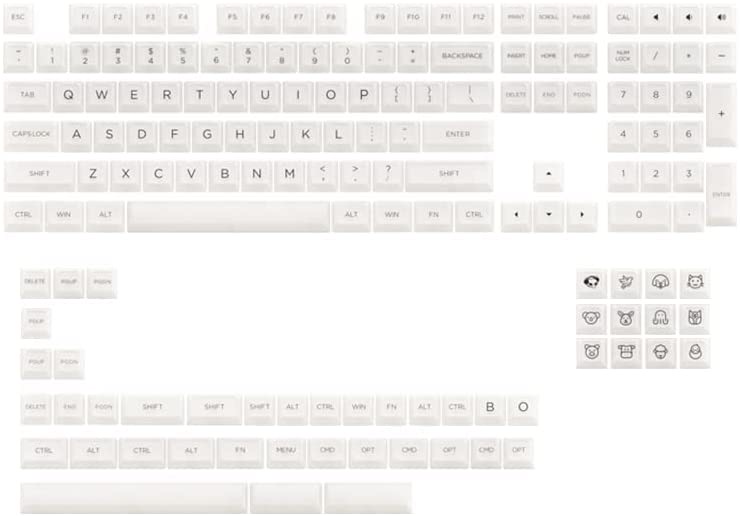 ESC F1 F2 F3 F4 F5 F6 F7 F8 F9 F10 F11 F12 PRINT SCROLL PAUSE CAL
~ ` ! 1 @ 2 # 3 $ 4 % 5 ^ 6 & 7 * 8 ( 9 ) 0 _ - + = BACKSPACE INSERT HOME PGUP NUM LOCK / * −
TAB Q W E R T Y U I O P { [ } ] | \ DELETE END PGDN 7 8 9 +
CAPSLOCK A S D F G H J K L : ; " ' ENTER 4 5 6
SHIFT Z X C V B N M < , > . ? / SHIFT 1 2 3 ENTER
CTRL WIN ALT ALT WIN FN CTRL 0 .
DELETE PGUP PGDN
PGUP
PGUP PGDN
DELETE END PGDN SHIFT SHIFT SHIFT ALT CTRL WIN FN ALT CTRL B O
CTRL ALT CTRL ALT FN MENU CMD OPT CMD OPT CMD OPT